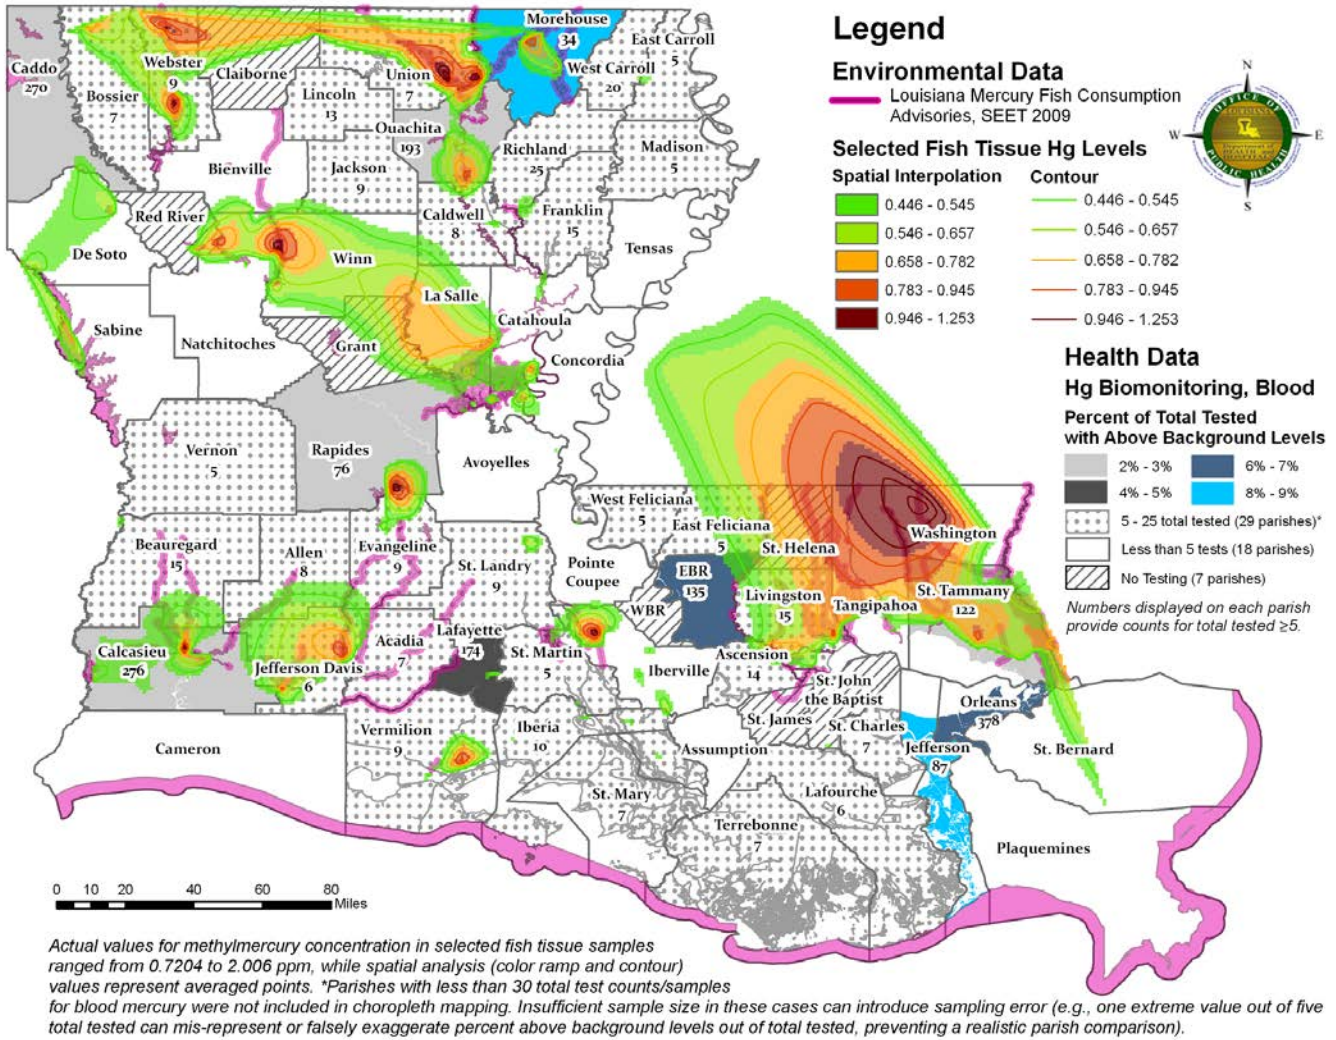 Legend
Environmental Data
Louisiana Mercury Fish Consumption
Advisories, SEET 2009
Selected Fish Tissue Hg Levels
Spatial Interpolation
Contour
0.446 - 0.545
0.446 - 0.545
0.546 - 0.657
0.546 - 0.657
0.658 - 0.782
0.658 - 0.782
0.783 - 0.945
0.783 - 0.945
0.946 - 1.253
0.946 - 1.253
Health Data
Hg Biomonitoring, Blood
Percent of Total Tested
with Above Background Levels
2% - 3%
6% - 7%
4% - 5%
8% - 9%
5 - 25 total tested (29 parishes)*
Less than 5 tests (18 parishes)
No Testing (7 parishes)
Numbers displayed on each parish
provide counts for total tested ≥5.
N
W
E
S
OFFICE OF
PUBLIC HEALTH
Caddo
270
Bossier
7
Webster
9
Claiborne
Lincoln
13
Union
7
Morehouse
34
East Carroll
5
West Carroll
20
Ouachita
193
Richland
25
Madison
5
Bienville
Jackson
9
Red River
Caldwell
8
Franklin
15
Tensas
De Soto
Winn
La Salle
Catahoula
Sabine
Natchitoches
Grant
Concordia
Vernon
5
Rapides
76
Avoyelles
West Feliciana
5
East Feliciana
5
St. Helena
Washington
Beauregard
15
Allen
8
Evangeline
9
St. Landry
9
Pointe
Coupee
WBR
EBR
135
Livingston
15
Tangipahoa
St. Tammany
122
Calcasieu
276
Jefferson Davis
6
Acadia
7
Lafayette
174
St. Martin
5
Iberville
Ascension
14
St. John
the Baptist
St. James
St. Charles
7
Orleans
378
Jefferson
87
St. Bernard
Cameron
Vermilion
9
Iberia
10
Assumption
St. Mary
7
Lafourche
6
Terrebonne
7
Plaquemines
0 10 20 40 60 80
Miles
Actual values for methylmercury concentration in selected fish tissue samples
ranged from 0.7204 to 2.006 ppm, while spatial analysis (color ramp and contour)
values represent averaged points. *Parishes with less than 30 total test counts/samples
for blood mercury were not included in choropleth mapping. Insufficient sample size in these cases can introduce sampling error (e.g., one extreme value out of five
total tested can mis-represent or falsely exaggerate percent above background levels out of total tested, preventing a realistic parish comparison).